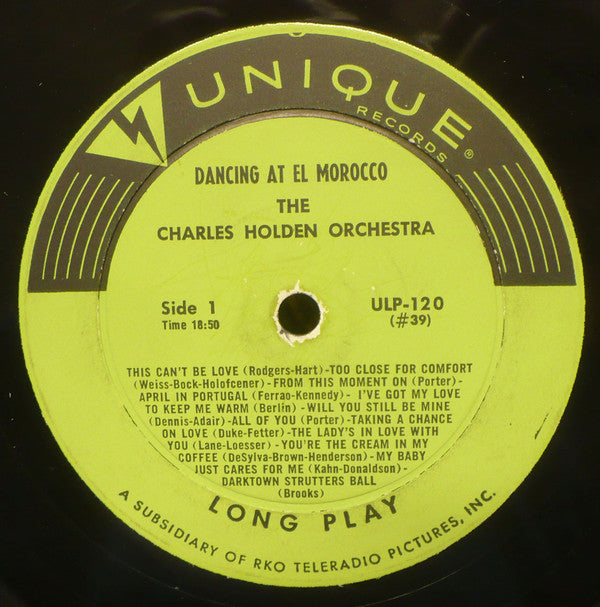 UNIQUE
RECORDS®
DANCING AT EL MOROCCO
THE
CHARLES HOLDEN ORCHESTRA
Side 1
Time 18:50
ULP-120
(#39)
THIS CAN'T BE LOVE (Rodgers-Hart)-TOO CLOSE FOR COMFORT
(Weiss-Bock-Holofcener)-FROM THIS MOMENT ON (Porter)-
APRIL IN PORTUGAL (Ferrao-Kennedy)- I'VE GOT MY LOVE
TO KEEP ME WARM (Berlin)-WILL YOU STILL BE MINE
(Dennis-Adair)-ALL OF YOU (Porter)-TAKING A CHANCE
ON LOVE (Duke-Fetter)-THE LADY'S IN LOVE WITH
YOU (Lane-Loesser)-YOU'RE THE CREAM IN MY
COFFEE (DeSylva-Brown-Henderson)-MY BABY
JUST CARES FOR ME (Kahn-Donaldson)-
DARKTOWN STRUTTERS BALL
(Brooks)
LONG PLAY
A SUBSIDIARY OF RKO TELERADIO PICTURES, INC.